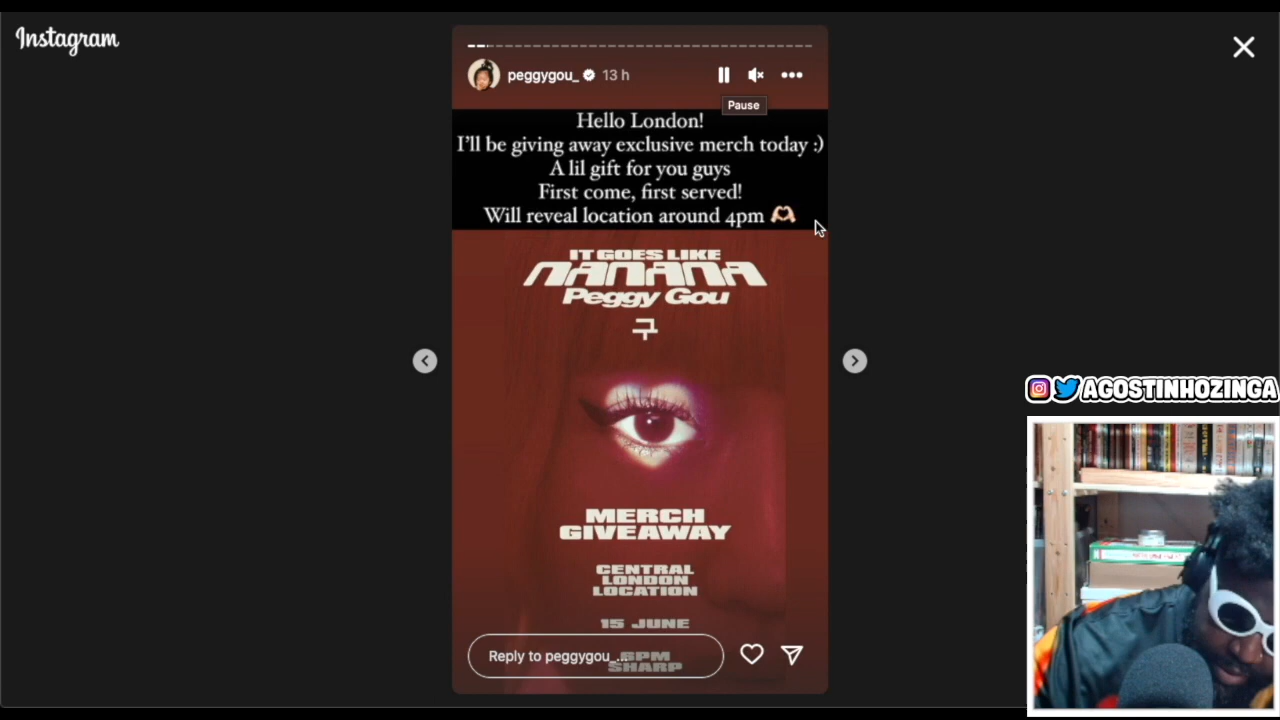 Instagram
peggygou_ 13 h
Pause
Hello London!
I'll be giving away exclusive merch today :)
A lil gift for you guys
First come, first served!
Will reveal location around 4pm 🫶🏻
IT GOES LIKE
NANANA
Peggy Gou
구
MERCH
GIVEAWAY
CENTRAL
LONDON
LOCATION
15 JUNE
6PM
SHARP
Reply to peggygou_...
AGOSTINHOZINGA